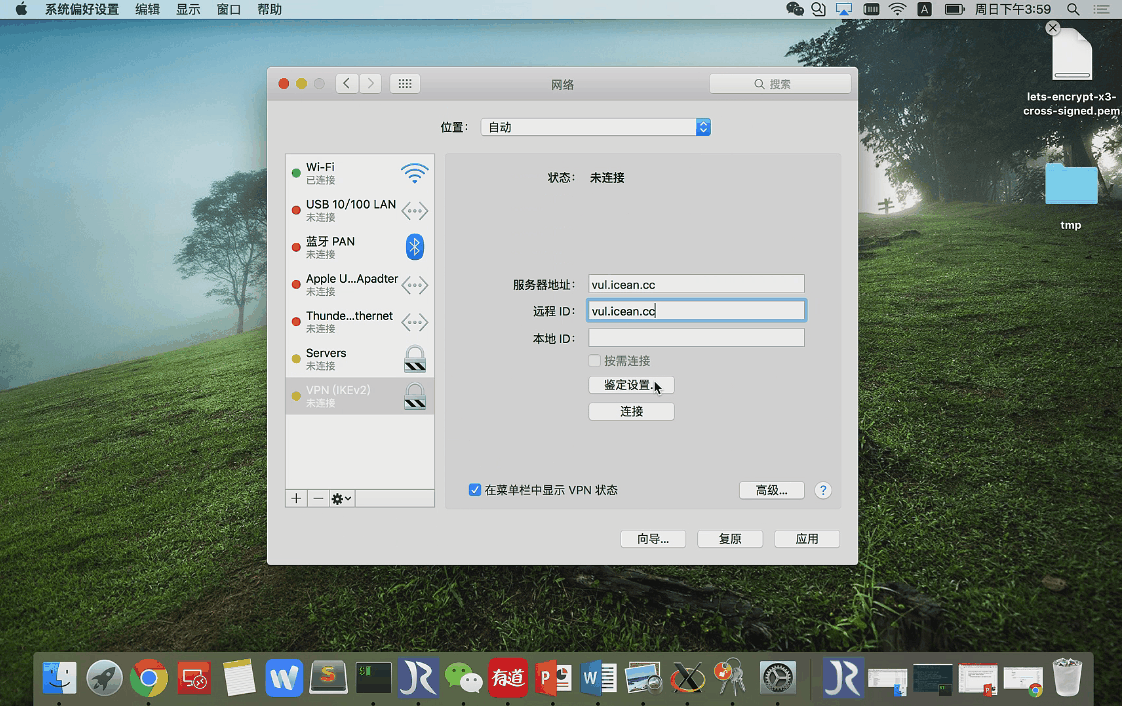 系统偏好设置 编辑 显示 窗口 帮助
A 周日下午3:59
网络
搜索
lets-encrypt-x3-
cross-signed.pem
tmp
位置： 自动
Wi-Fi
已连接
USB 10/100 LAN
未连接
蓝牙 PAN
未连接
Apple U...Apadter
未连接
Thunde...thernet
未连接
Servers
未连接
VPN (IKEv2)
未连接
状态： 未连接
服务器地址： vul.icean.cc
远程 ID： vul.icean.cc
本地 ID：
按需连接
鉴定设置...
连接
在菜单栏中显示 VPN 状态
高级... ?
向导... 复原 应用
有道